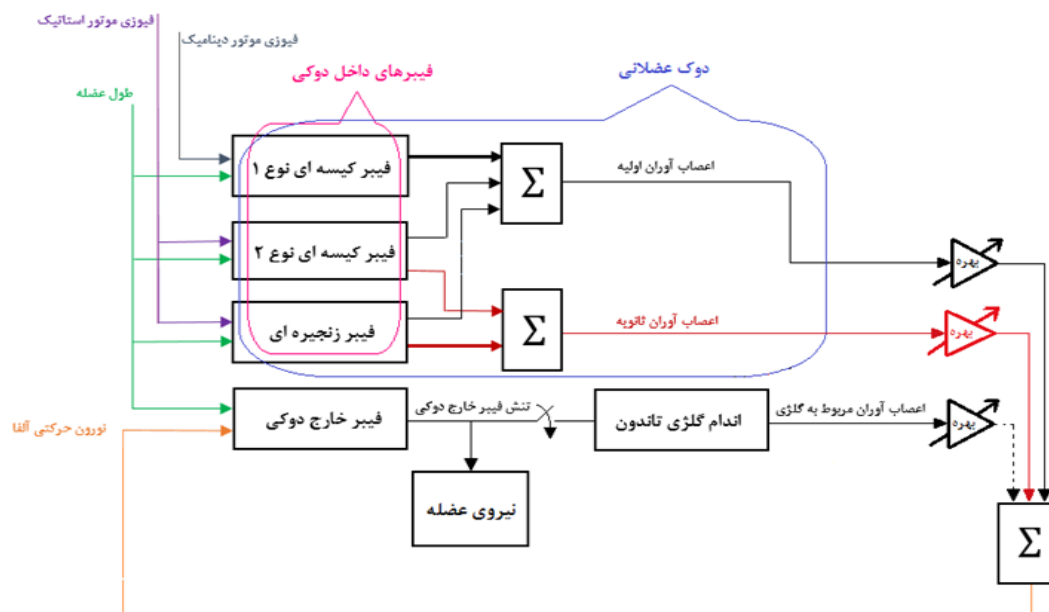 فیوزی موتور استاتیک
فیوزی موتور دینامیک
فیبرهای داخل دوکی
دوک عضلانی
طول عضله
فیبر کیسه ای نوع ۱
Σ
اعصاب آوران اولیه
فیبر کیسه ای نوع ۲
بهره
فیبر زنجیره ای
Σ
اعصاب آوران ثانویه
بهره
نورون حرکتی آلفا
فیبر خارج دوکی
تنش فیبر خارج دوکی
اندام گلژی تاندون
اعصاب آوران مربوط به گلژی
بهره
نیروی عضله
Σ